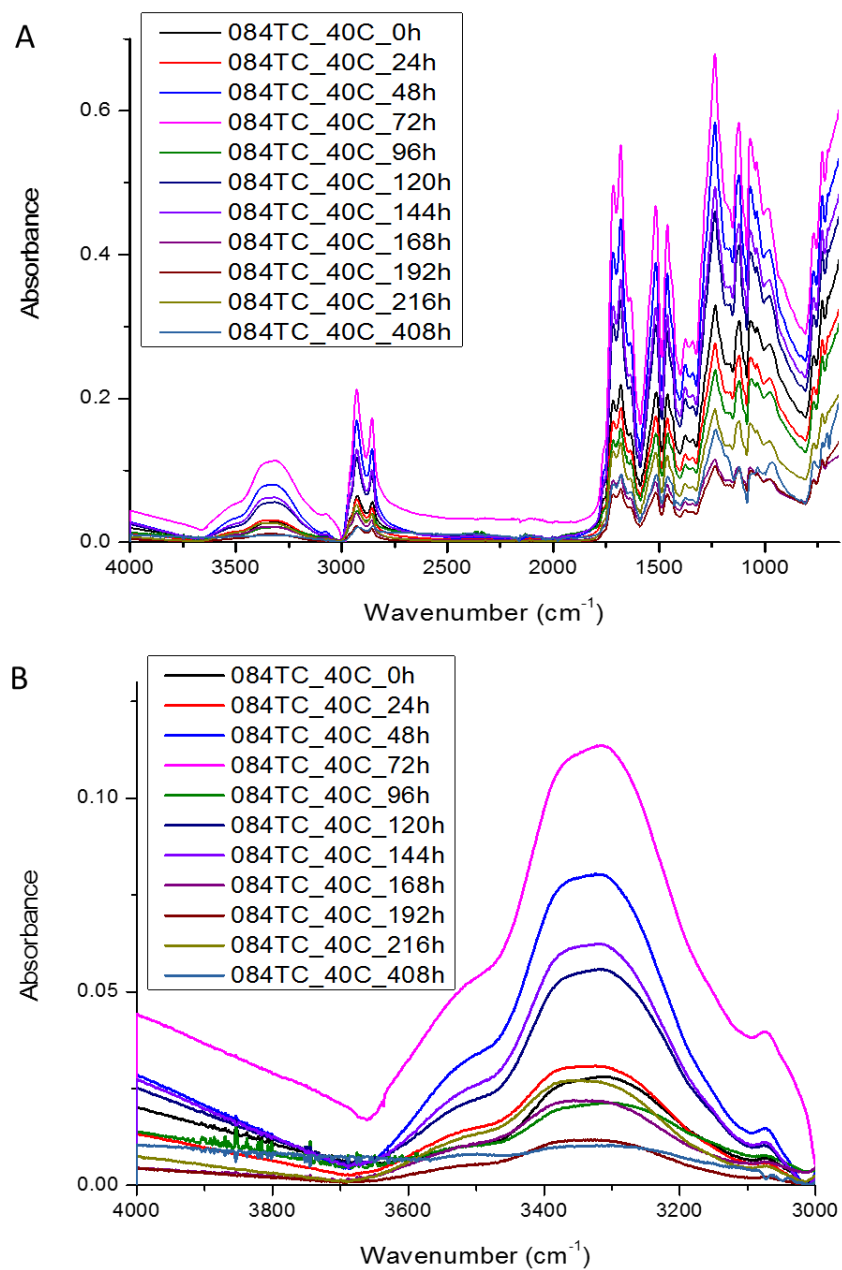 A
084TC_40C_0h
084TC_40C_24h
084TC_40C_48h
084TC_40C_72h
084TC_40C_96h
084TC_40C_120h
084TC_40C_144h
084TC_40C_168h
084TC_40C_192h
084TC_40C_216h
084TC_40C_408h
Absorbance
0.6
0.4
0.2
0.0
4000 3500 3000 2500 2000 1500 1000
Wavenumber (cm⁻¹)
B
084TC_40C_0h
084TC_40C_24h
084TC_40C_48h
084TC_40C_72h
084TC_40C_96h
084TC_40C_120h
084TC_40C_144h
084TC_40C_168h
084TC_40C_192h
084TC_40C_216h
084TC_40C_408h
Absorbance
0.10
0.05
0.00
4000 3800 3600 3400 3200 3000
Wavenumber (cm⁻¹)